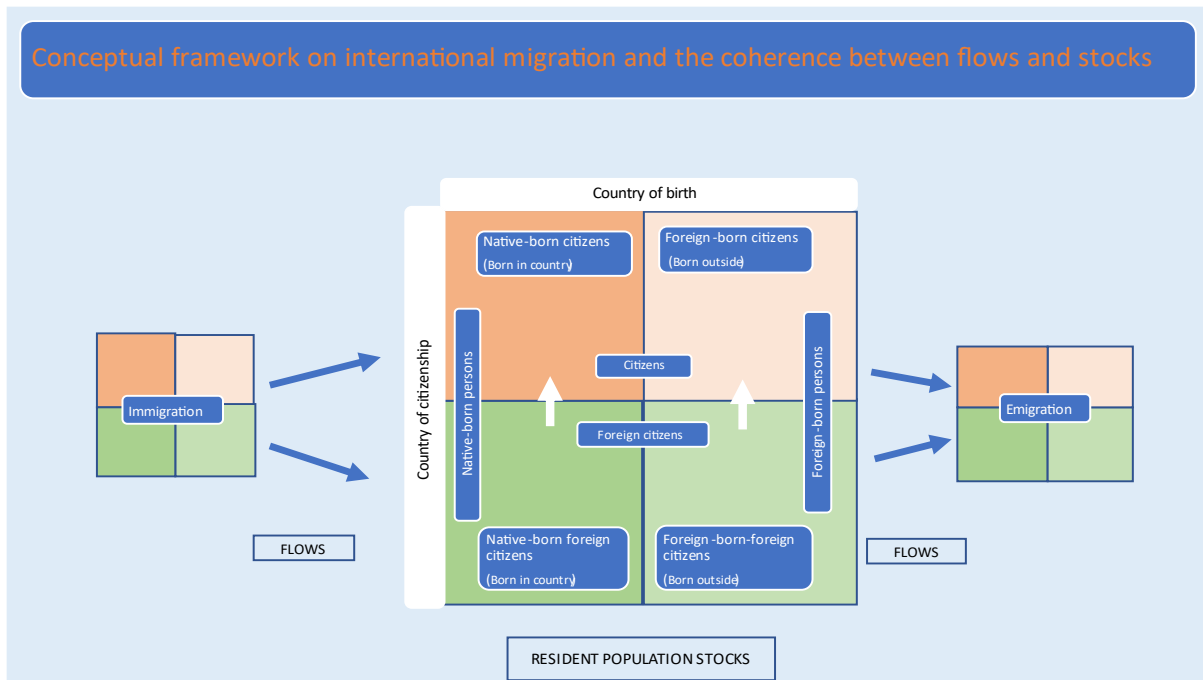 Conceptual framework on international migration and the coherence between flows and stocks
Country of birth
Country of citizenship
Native-born citizens
(Born in country)
Foreign-born citizens
(Born outside)
Native-born persons
Foreign-born persons
Citizens
Immigration
Foreign citizens
Emigration
Native-born foreign
citizens
(Born in country)
Foreign-born-foreign
citizens
(Born outside)
FLOWS
FLOWS
RESIDENT POPULATION STOCKS